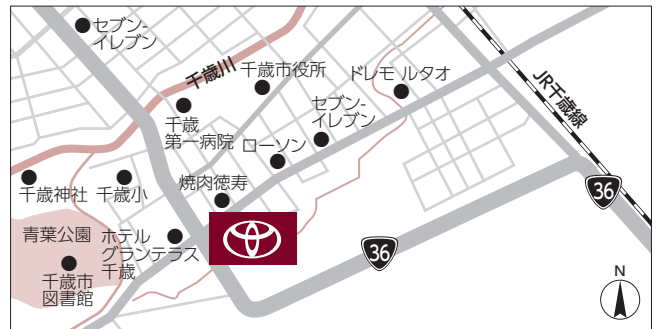 セブン-
イレブン
千歳川
千歳市役所
ドレモ ルタオ
JR千歳線
千歳
第一病院
セブン-
イレブン
ローソン
千歳神社
千歳小
焼肉徳寿
36
青葉公園
ホテル
グランテラス
千歳
36
千歳市
図書館
N